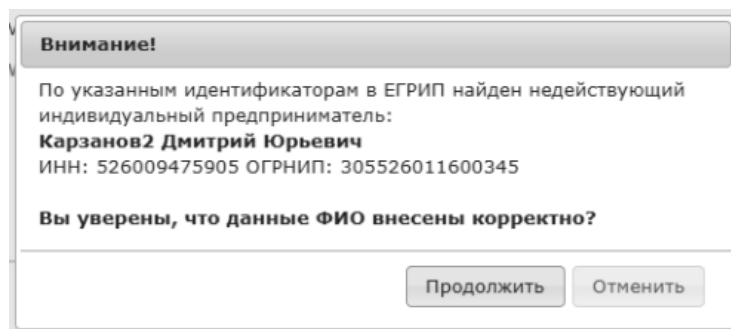 Внимание!
По указанным идентификаторам в ЕГРИП найден недействующий
индивидуальный предприниматель:
Карзанов2 Дмитрий Юрьевич
ИНН: 526009475905 ОГРНИП: 305526011600345
Вы уверены, что данные ФИО внесены корректно?
Продолжить Отменить